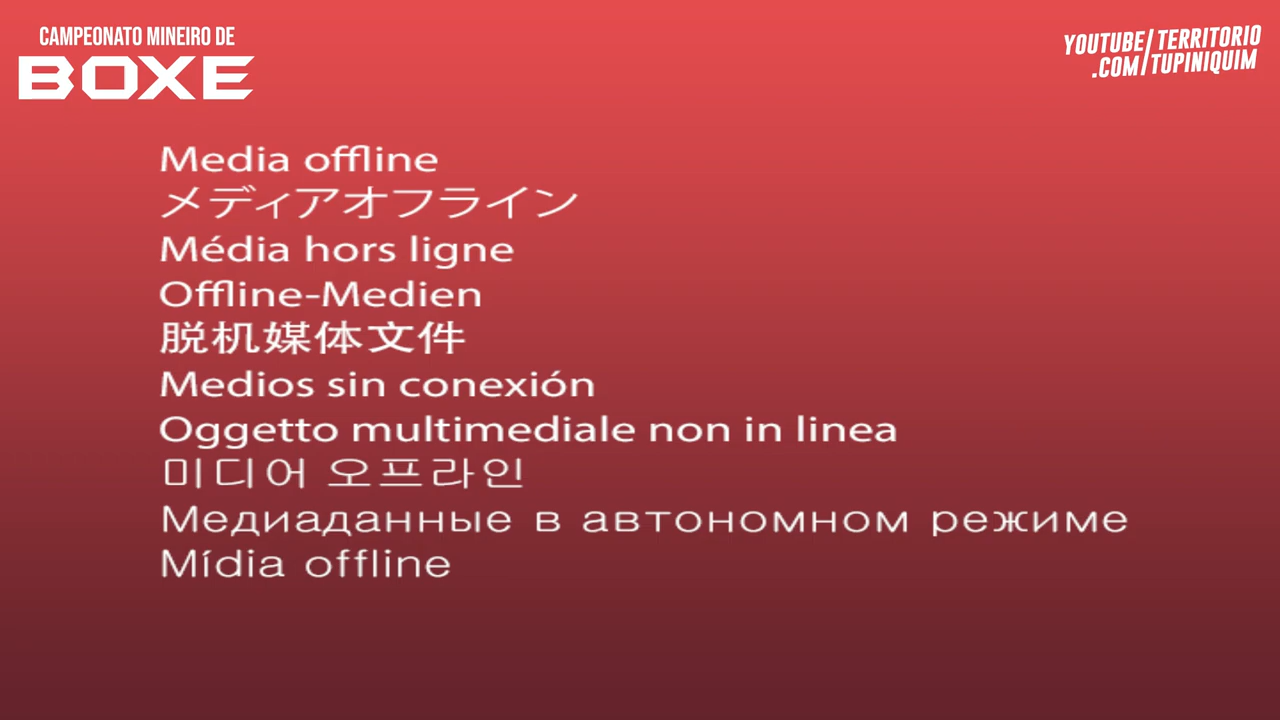 CAMPEONATO MINEIRO DE
BOXE
YOUTUBE/TERRITORIO
.COM/TUPINIQUIM
Media offline
メディアオフライン
Média hors ligne
Offline-Medien
脱机媒体文件
Medios sin conexión
Oggetto multimediale non in linea
미디어 오프라인
Медиаданные в автономном режиме
Mídia offline